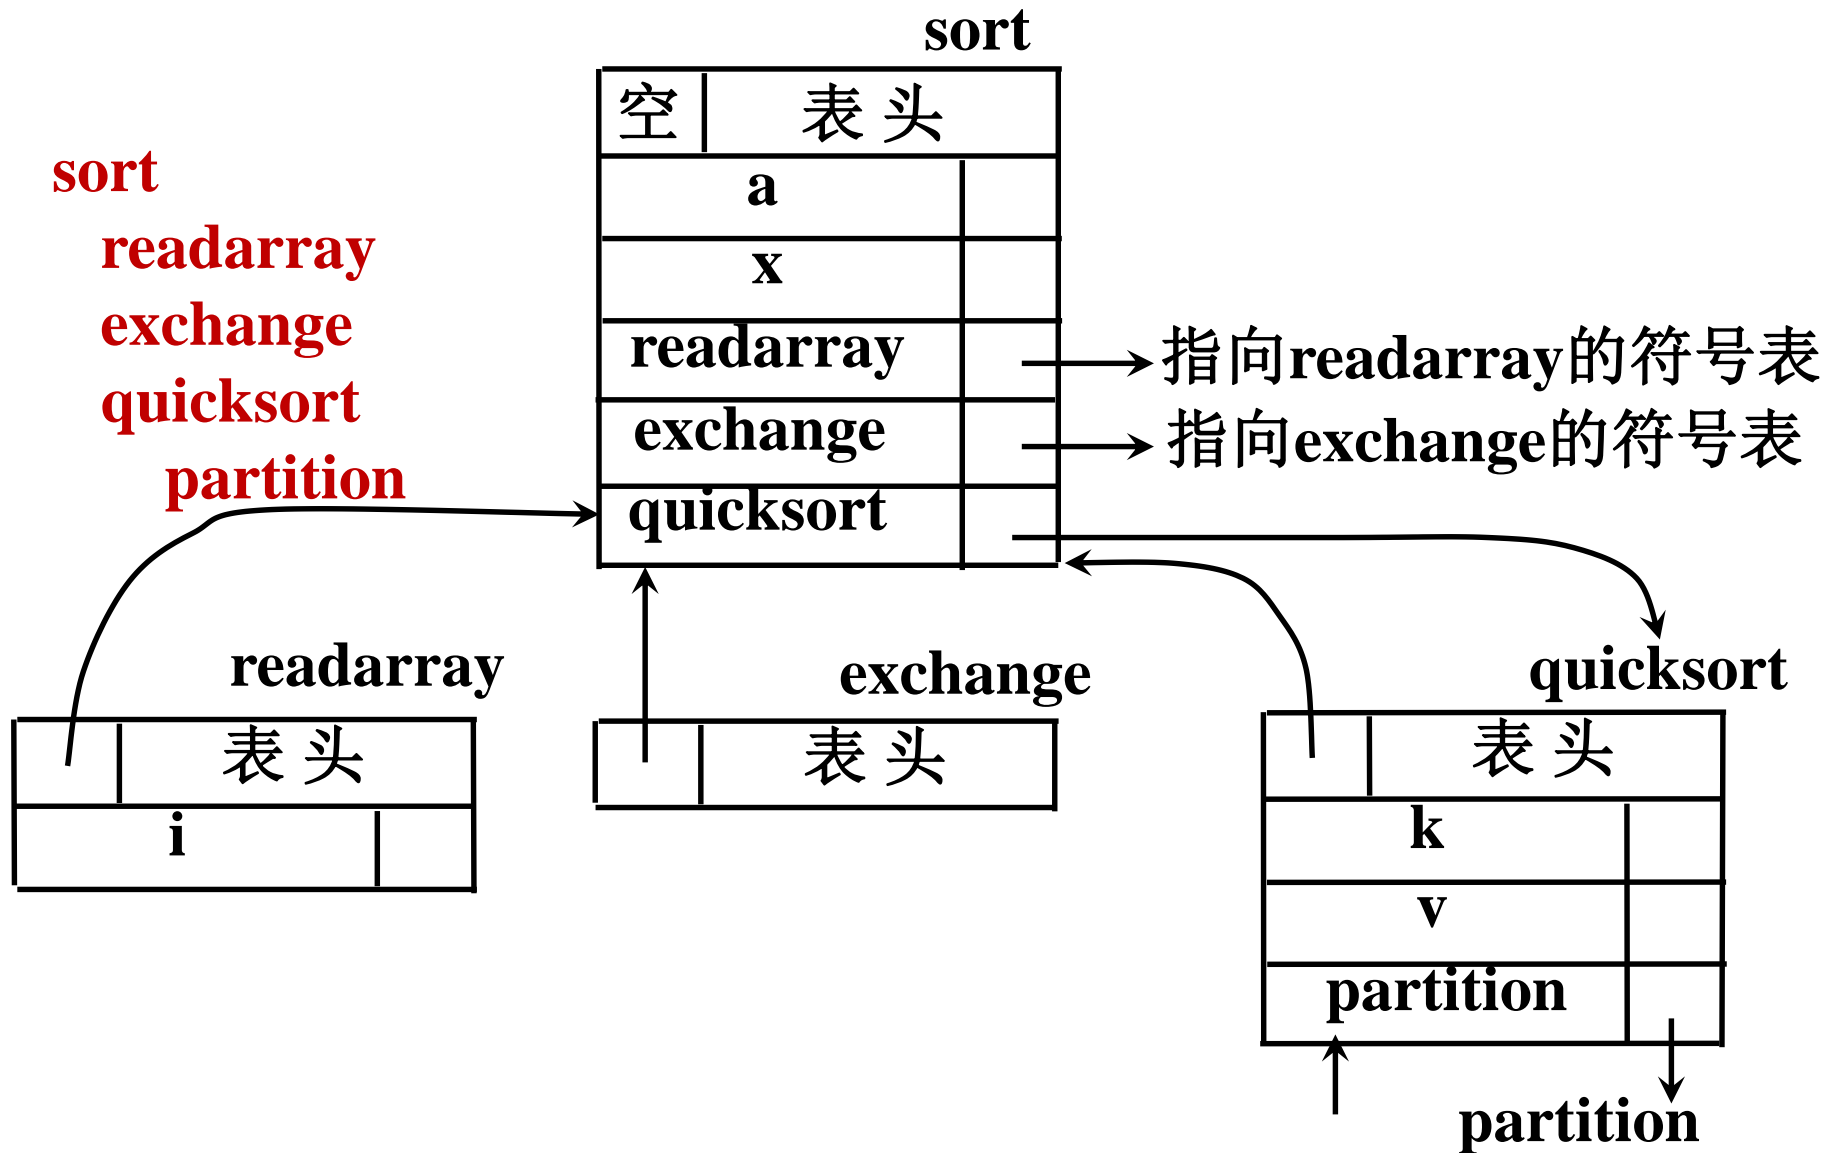 sort
空 表 头
a
x
readarray
exchange
quicksort
sort
readarray
exchange
quicksort
partition
指向readarray的符号表
指向exchange的符号表
readarray
表 头
i
exchange
表 头
quicksort
表 头
k
v
partition
partition